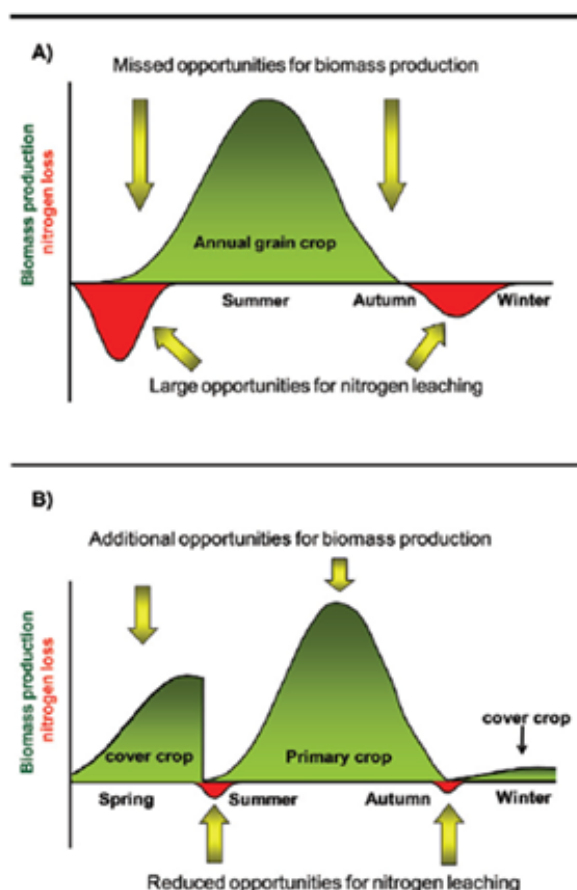 A)
Missed opportunities for biomass production
Biomass production
nitrogen loss
Annual grain crop
Summer
Autumn
Winter
Large opportunities for nitrogen leaching
B)
Additional opportunities for biomass production
Biomass production
nitrogen loss
cover crop
cover crop
Primary crop
Spring
Summer
Autumn
Winter
Reduced opportunities for nitrogen leaching